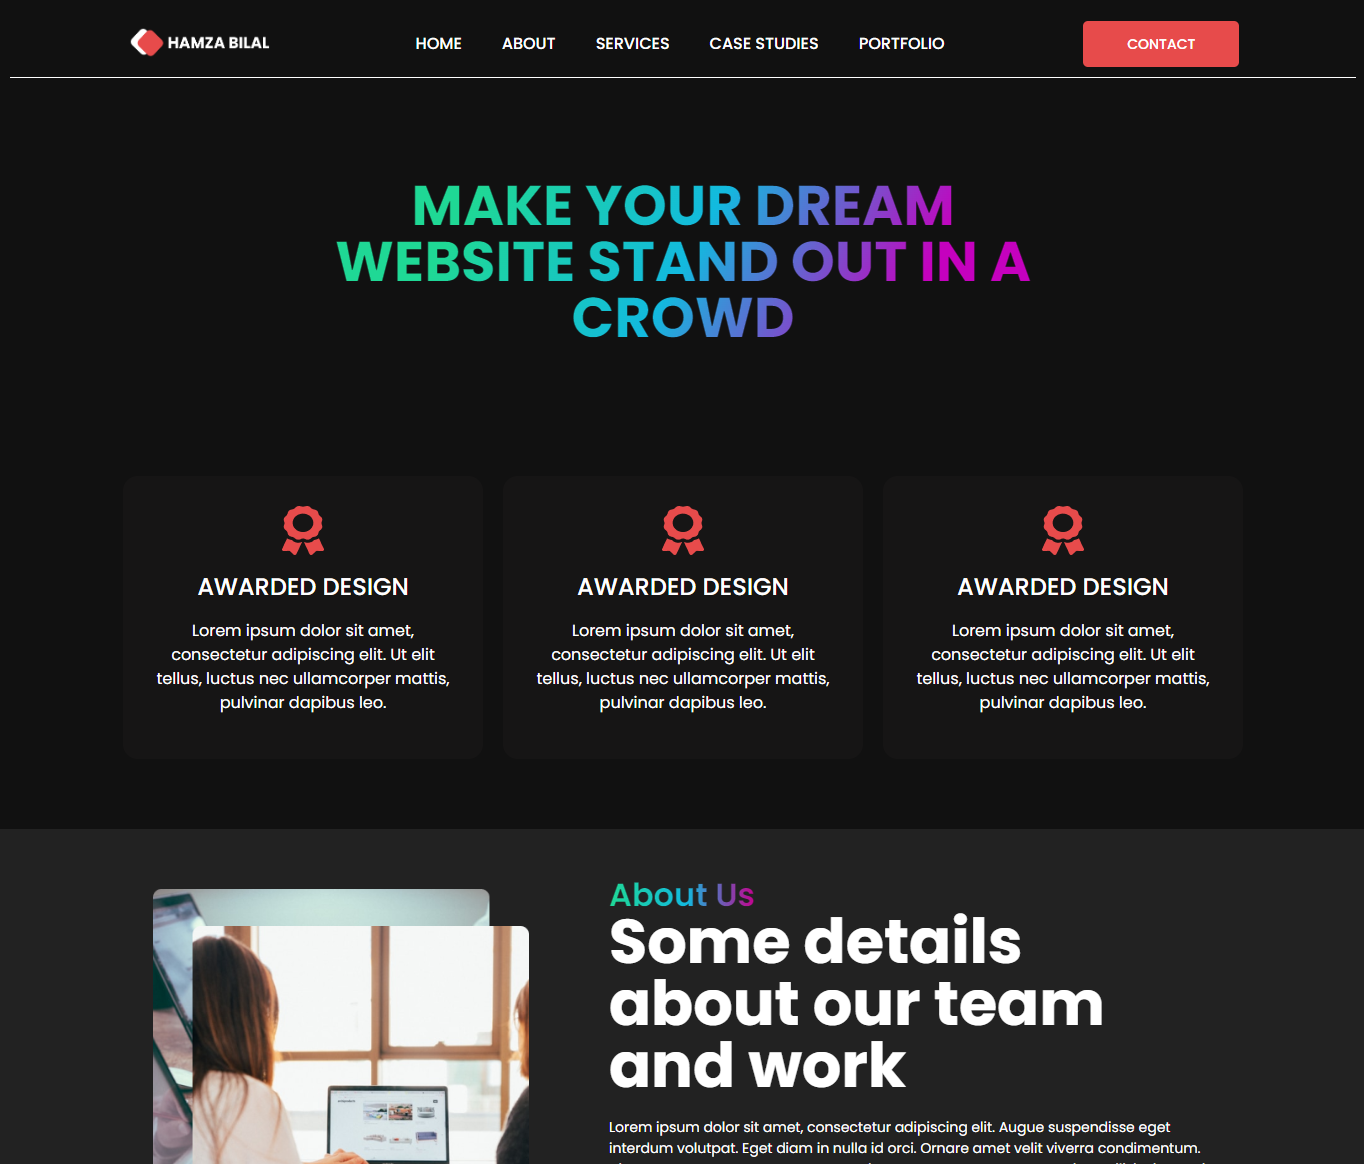 HAMZA BILAL
HOME
ABOUT
SERVICES
CASE STUDIES
PORTFOLIO
CONTACT
MAKE YOUR DREAM
WEBSITE STAND OUT IN A
CROWD
AWARDED DESIGN
Lorem ipsum dolor sit amet,
consectetur adipiscing elit. Ut elit
tellus, luctus nec ullamcorper mattis,
pulvinar dapibus leo.
AWARDED DESIGN
Lorem ipsum dolor sit amet,
consectetur adipiscing elit. Ut elit
tellus, luctus nec ullamcorper mattis,
pulvinar dapibus leo.
AWARDED DESIGN
Lorem ipsum dolor sit amet,
consectetur adipiscing elit. Ut elit
tellus, luctus nec ullamcorper mattis,
pulvinar dapibus leo.
About Us
Some details
about our team
and work
Lorem ipsum dolor sit amet, consectetur adipiscing elit. Augue suspendisse eget
interdum volutpat. Eget diam in nulla id orci. Ornare amet velit viverra condimentum.